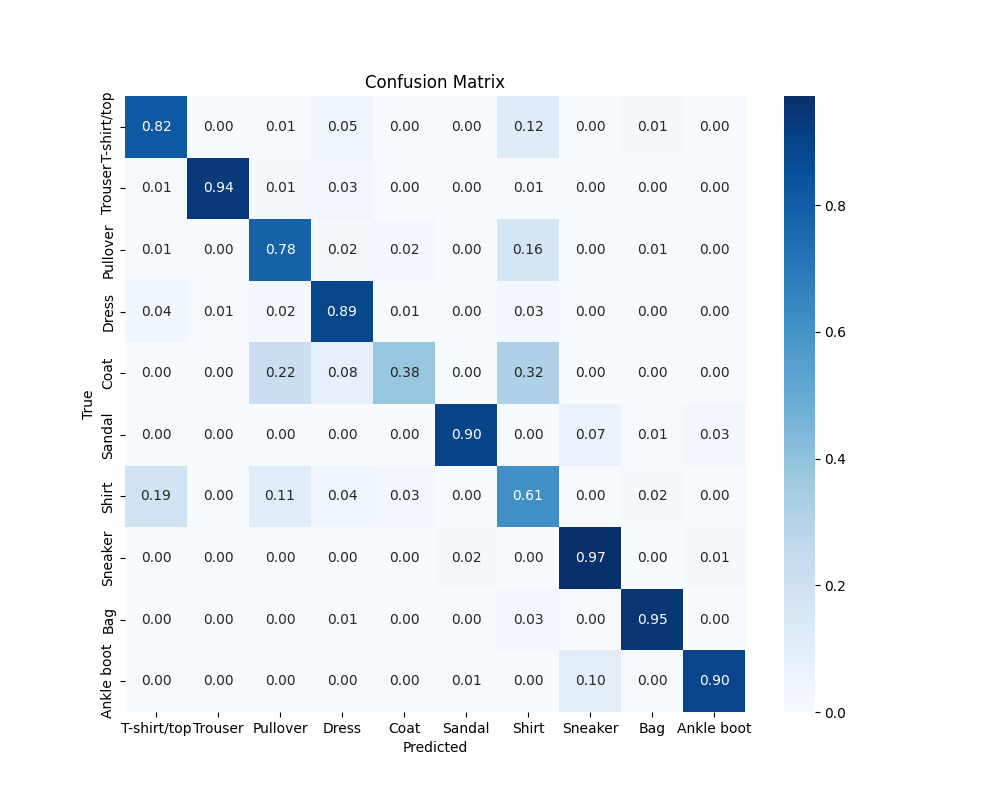 Confusion Matrix
T-shirt/top 0.82 0.00 0.01 0.05 0.00 0.00 0.12 0.00 0.01 0.00
Trouser 0.01 0.94 0.01 0.03 0.00 0.00 0.01 0.00 0.00 0.00
Pullover 0.01 0.00 0.78 0.02 0.02 0.00 0.16 0.00 0.01 0.00
Dress 0.04 0.01 0.02 0.89 0.01 0.00 0.03 0.00 0.00 0.00
Coat 0.00 0.00 0.22 0.08 0.38 0.00 0.32 0.00 0.00 0.00
Sandal 0.00 0.00 0.00 0.00 0.00 0.90 0.00 0.07 0.01 0.03
Shirt 0.19 0.00 0.11 0.04 0.03 0.00 0.61 0.00 0.02 0.00
Sneaker 0.00 0.00 0.00 0.00 0.00 0.02 0.00 0.97 0.00 0.01
Bag 0.00 0.00 0.00 0.01 0.00 0.00 0.03 0.00 0.95 0.00
Ankle boot 0.00 0.00 0.00 0.00 0.00 0.01 0.00 0.10 0.00 0.90
T-shirt/top Trouser Pullover Dress Coat Sandal Shirt Sneaker Bag Ankle boot
Predicted
True
0.8
0.6
0.4
0.2
0.0